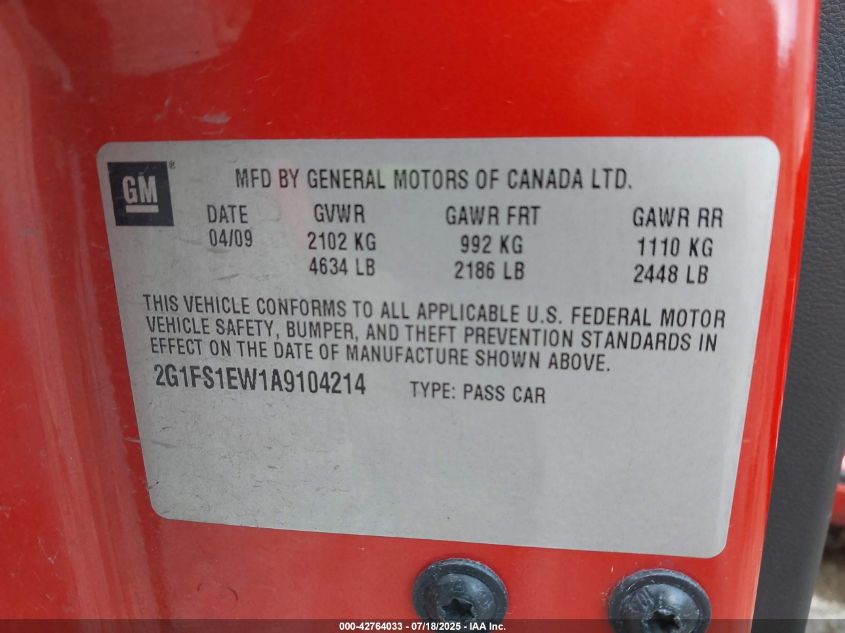 GM®
MFD BY GENERAL MOTORS OF CANADA LTD.
DATE GVWR GAWR FRT GAWR RR
04/09 2102 KG 992 KG 1110 KG
4634 LB 2186 LB 2448 LB
THIS VEHICLE CONFORMS TO ALL APPLICABLE U.S. FEDERAL MOTOR
VEHICLE SAFETY, BUMPER, AND THEFT PREVENTION STANDARDS IN
EFFECT ON THE DATE OF MANUFACTURE SHOWN ABOVE.
2G1FS1EW1A9104214 TYPE: PASS CAR
000-42764033 - 07/18/2025 - IAA Inc.